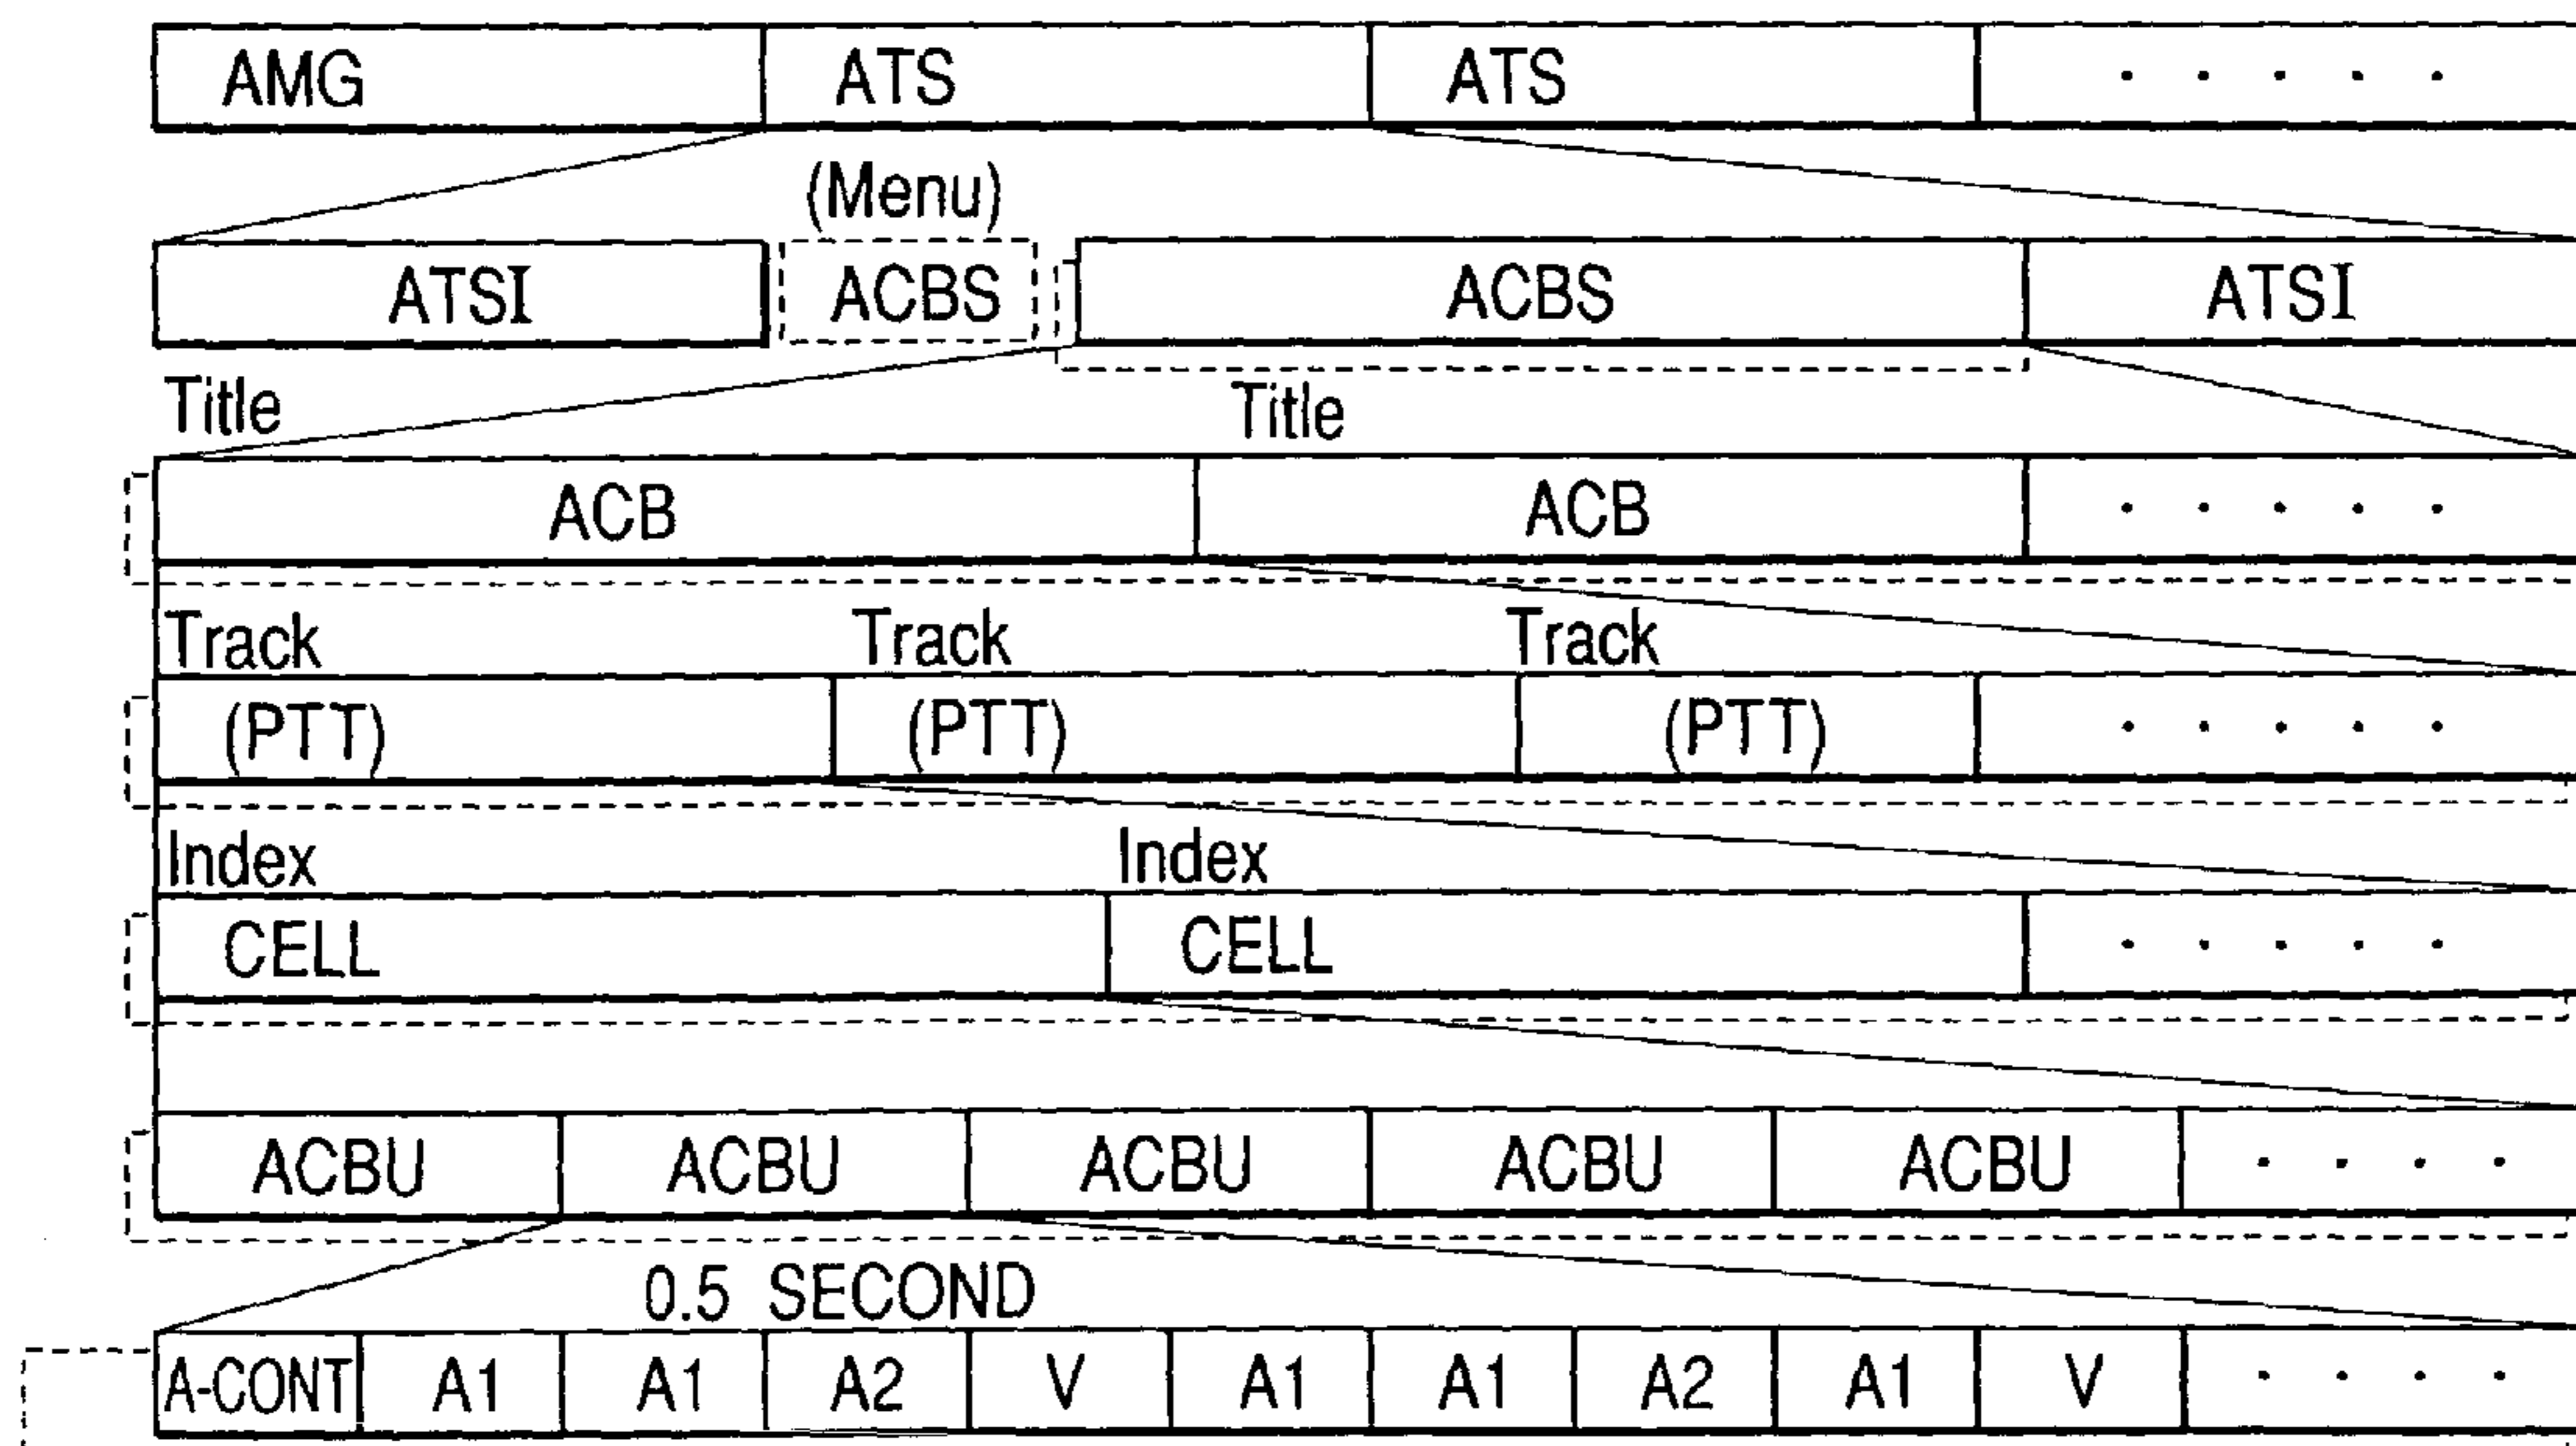 AMG ATS ATS . . . . .
(Menu)
ATSI ACBS ACBS ATSI
Title Title
ACB ACB . . . . .
Track Track Track
(PTT) (PTT) (PTT) . . . . .
Index Index
CELL CELL . . . . .
ACBU ACBU ACBU ACBU ACBU . . . .
0.5 SECOND
A-CONT A1 A1 A2 V A1 A1 A2 A1 V . . . .